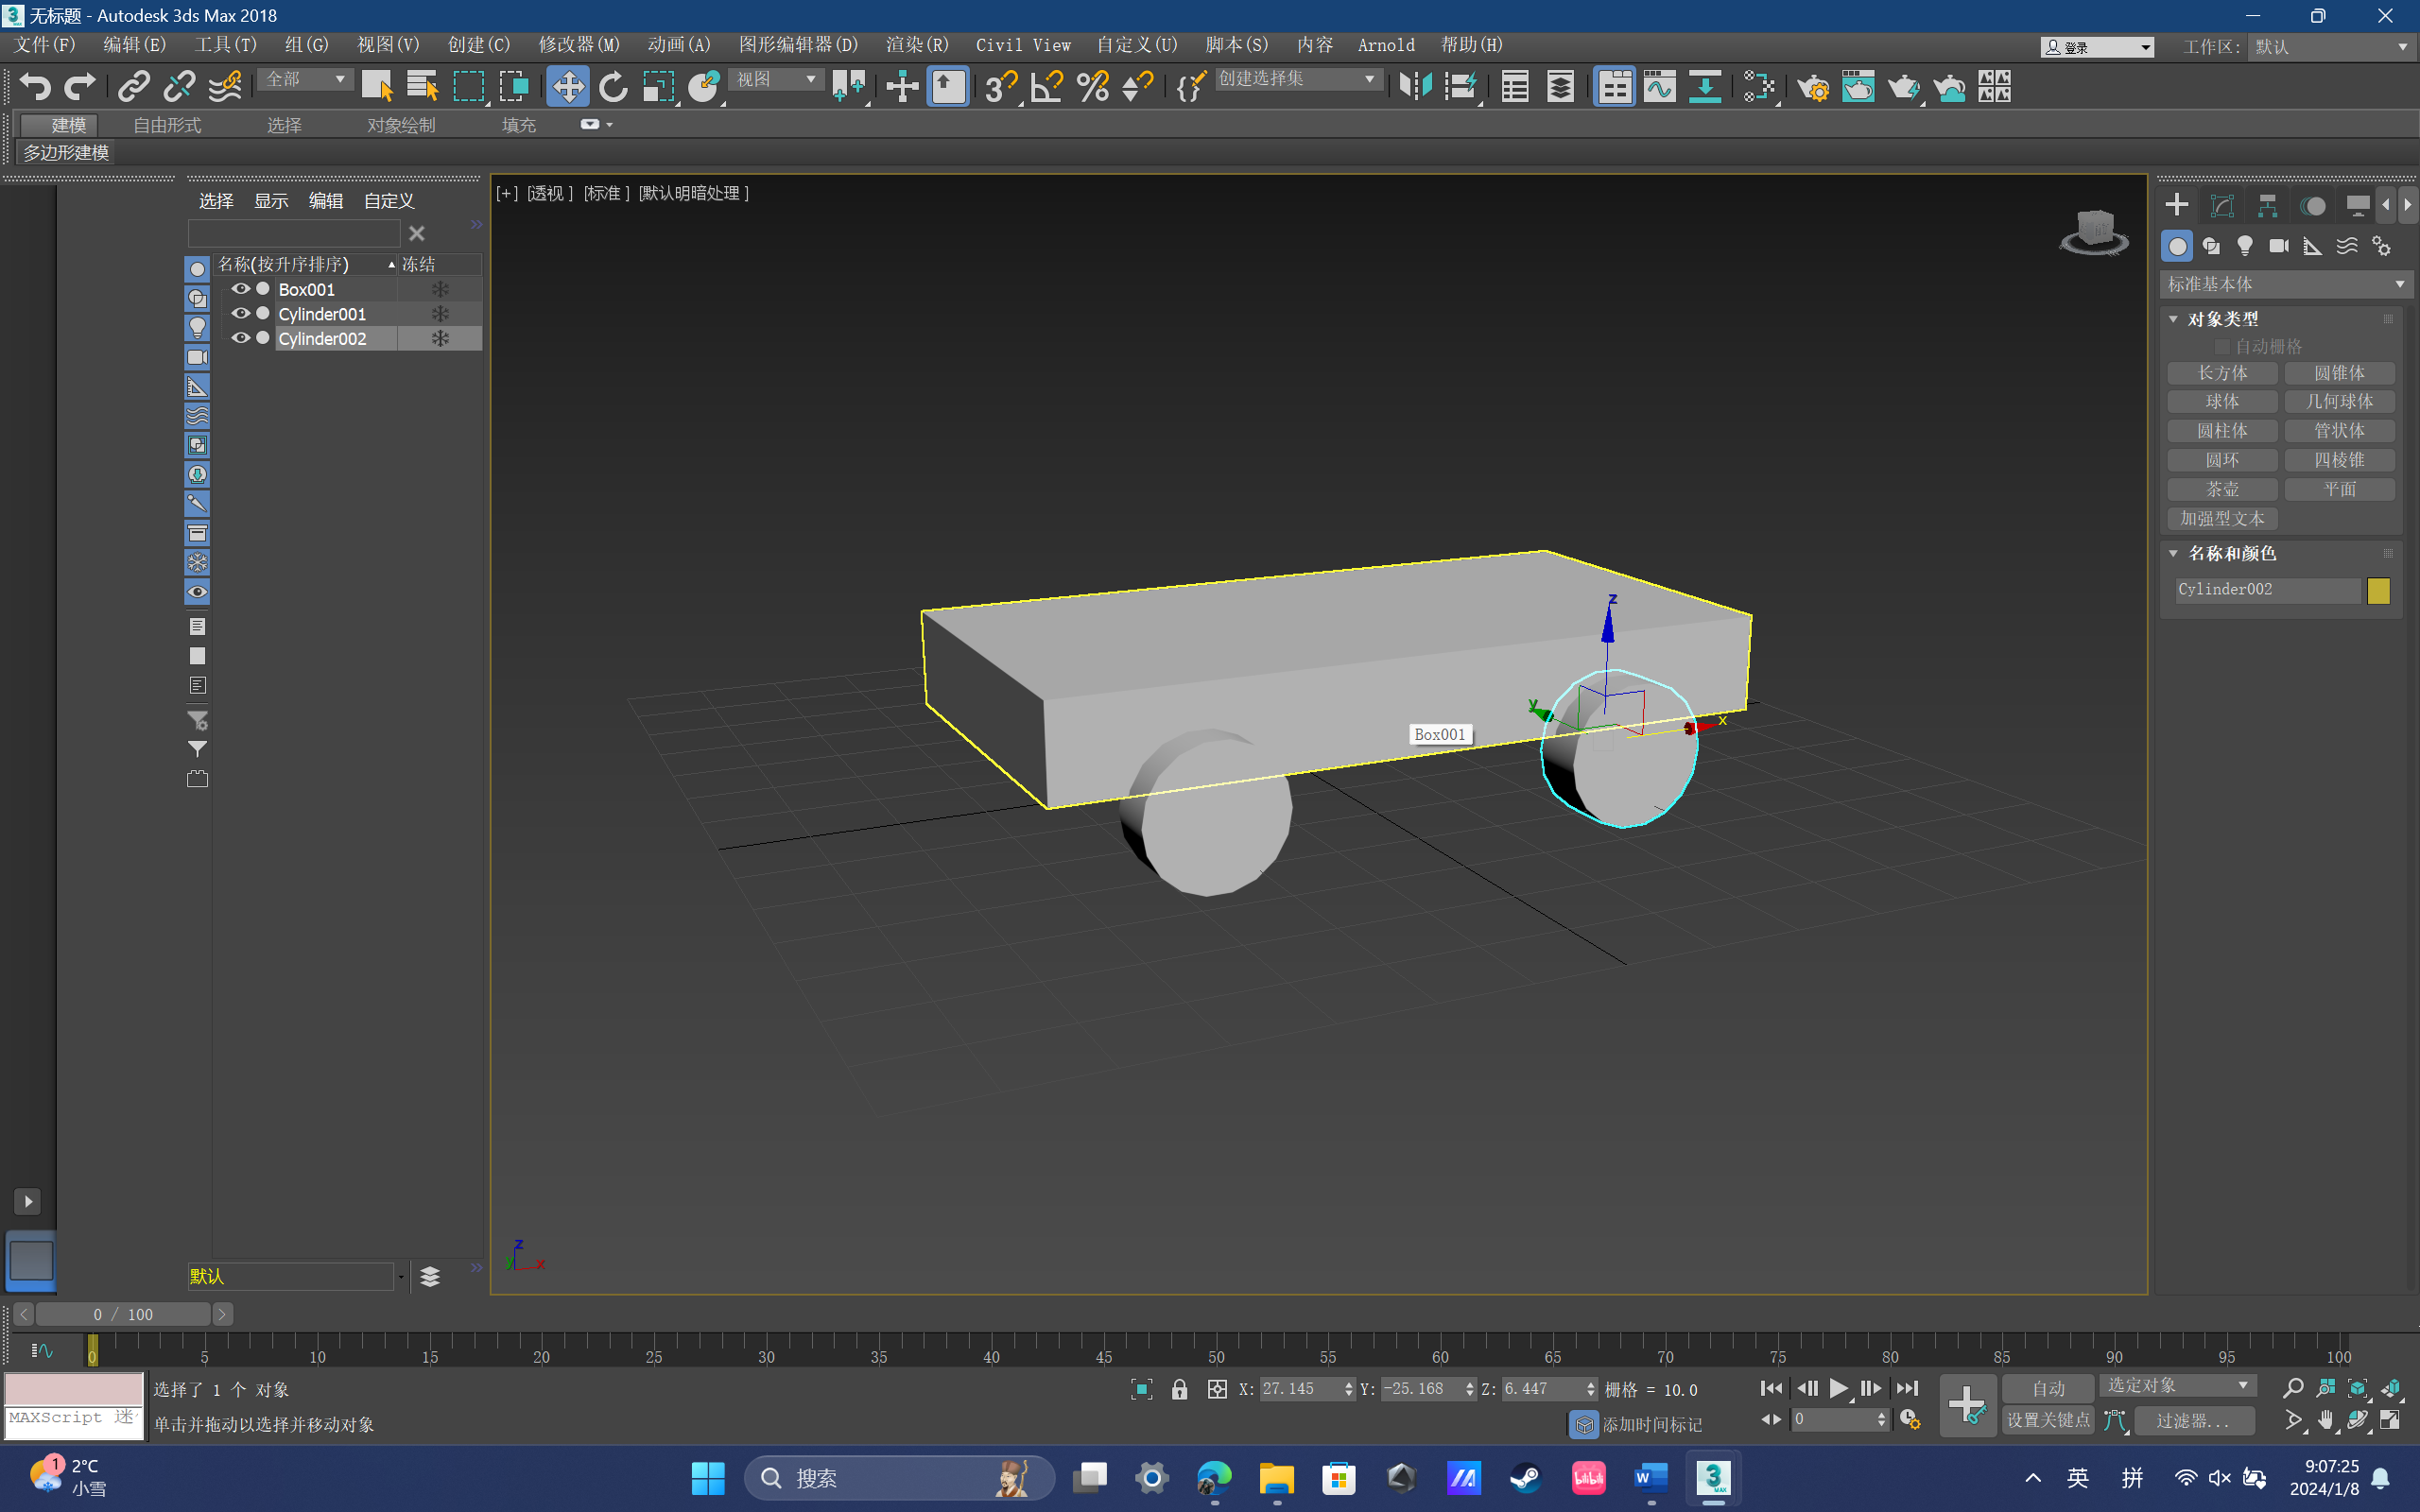 无标题 - Autodesk 3ds Max 2018
文件(F) 编辑(E) 工具(T) 组(G) 视图(V) 创建(C) 修改器(M) 动画(A) 图形编辑器(D) 渲染(R) Civil View 自定义(U) 脚本(S) 内容 Arnold 帮助(H) 登录 工作区: 默认
全部 视图 创建选择集
建模 自由形式 选择 对象绘制 填充
多边形建模
选择 显示 编辑 自定义
名称(按升序排序) 冻结
Box001
Cylinder001
Cylinder002
[+] [透视] [标准] [默认明暗处理]
标准基本体
对象类型
自动栅格
长方体 圆锥体
球体 几何球体
圆柱体 管状体
圆环 四棱锥
茶壶 平面
加强型文本
名称和颜色
Cylinder002
z
y
x
Box001
z
y x
默认
0 / 100
0 5 10 15 20 25 30 35 40 45 50 55 60 65 70 75 80 85 90 95 100
选择了 1 个 对象 X: 27.145 Y: -25.168 Z: 6.447 栅格 = 10.0 自动 选定对象
MAXScript 迷
单击并拖动以选择并移动对象 添加时间标记 0 设置关键点 过滤器...
1
2°C
小雪
搜索
英 拼
9:07:25
2024/1/8